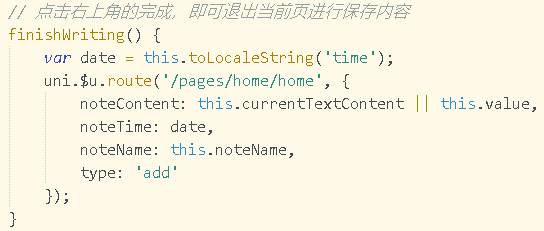 // 点击右上角的完成，即可退出当前页进行保存内容
finishWriting() {
    var date = this.toLocaleString('time');
    uni.$u.route('/pages/home/home', {
        noteContent: this.currentTextContent || this.value,
        noteTime: date,
        noteName: this.noteName,
        type: 'add'
    });
}